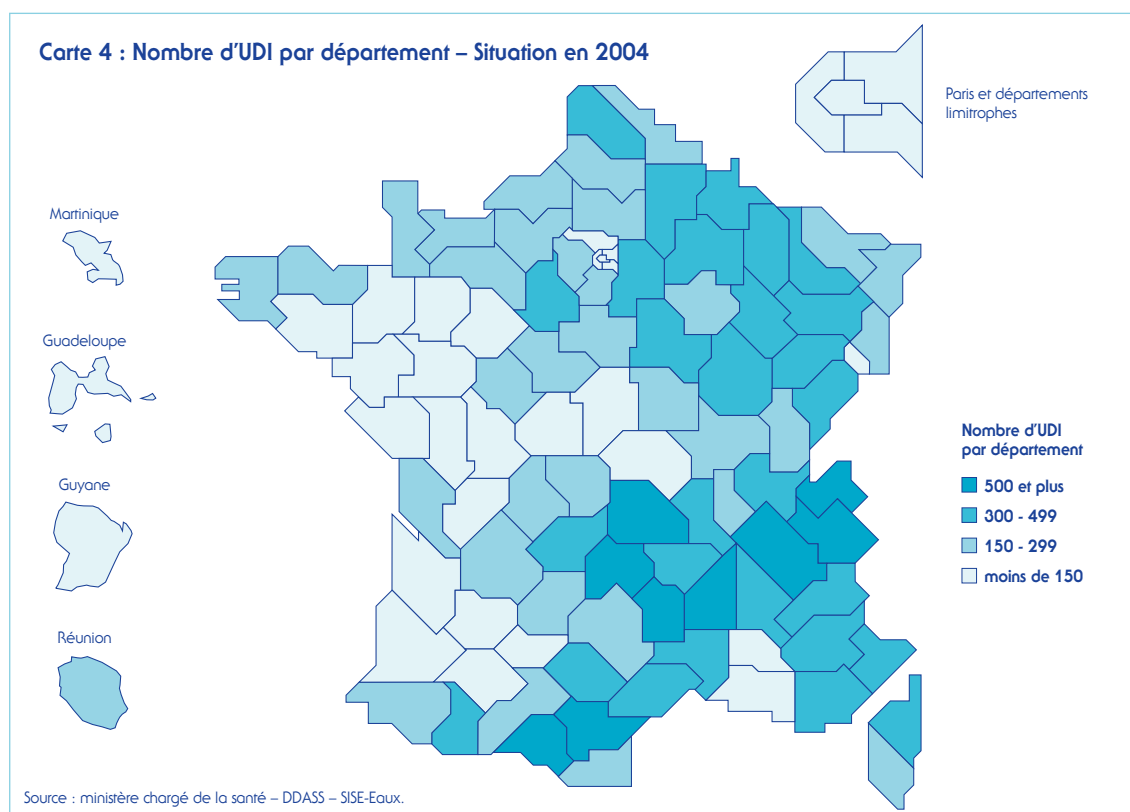 Carte 4 : Nombre d'UDI par département – Situation en 2004
Paris et départements
limitrophes
Martinique
Guadeloupe
Guyane
Réunion
Nombre d'UDI
par département
500 et plus
300 - 499
150 - 299
moins de 150
Source : ministère chargé de la santé – DDASS – SISE-Eaux.